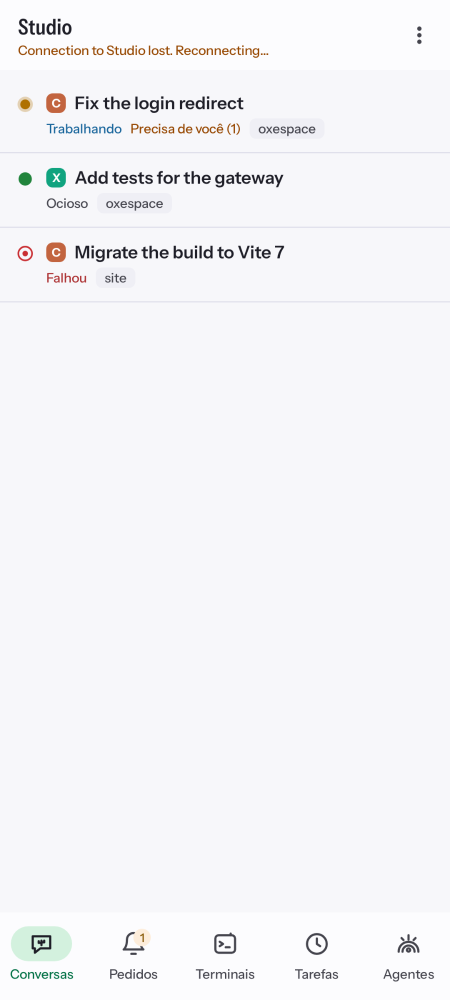 Studio
Connection to Studio lost. Reconnecting...
C Fix the login redirect
Trabalhando Precisa de você (1) oxespace
X Add tests for the gateway
Ocioso oxespace
C Migrate the build to Vite 7
Falhou site
1
Conversas Pedidos Terminais Tarefas Agentes